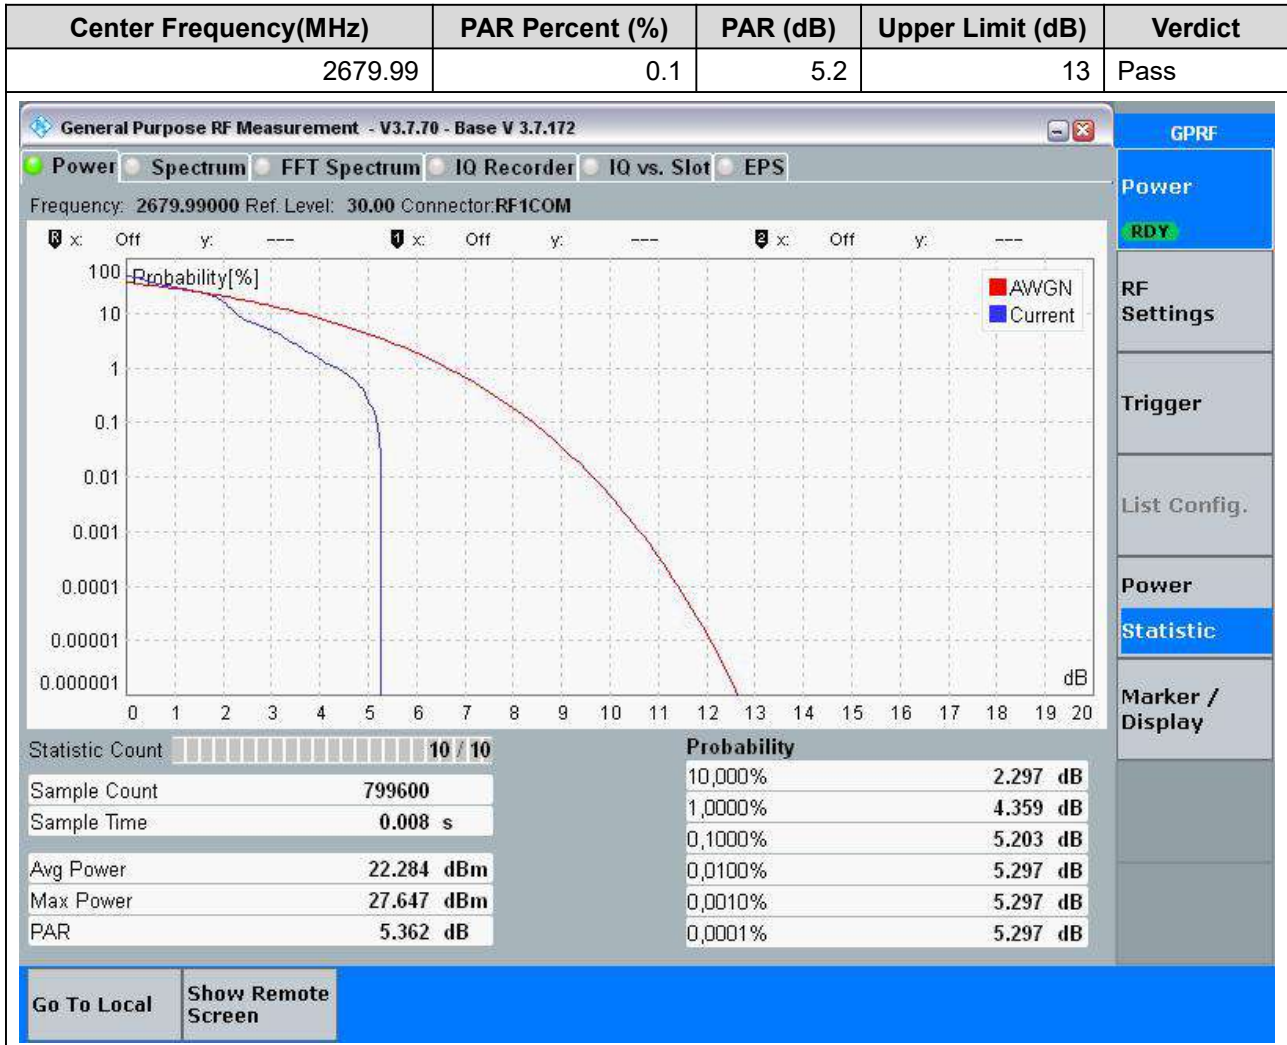 Center Frequency(MHz) PAR Percent (%) PAR (dB) Upper Limit (dB) Verdict
2679.99 0.1 5.2 13 Pass
General Purpose RF Measurement - V3.7.70 - Base V 3.7.172
GPRF
Power Spectrum FFT Spectrum IQ Recorder IQ vs. Slot EPS
Frequency: 2679.99000 Ref. Level: 30.00 Connector:RF1COM
R x: Off y: --- 1 x: Off y: --- 2 x: Off y: ---
Probability[%]
AWGN
Current
100
10
1
0.1
0.01
0.001
0.0001
0.00001
0.000001
dB
0 1 2 3 4 5 6 7 8 9 10 11 12 13 14 15 16 17 18 19 20
Statistic Count 10 / 10
Sample Count 799600
Sample Time 0.008 s
Avg Power 22.284 dBm
Max Power 27.647 dBm
PAR 5.362 dB
Probability
10,000% 2.297 dB
1,0000% 4.359 dB
0,1000% 5.203 dB
0,0100% 5.297 dB
0,0010% 5.297 dB
0,0001% 5.297 dB
Power
RDY
RF
Settings
Trigger
List Config.
Power
Statistic
Marker /
Display
Go To Local
Show Remote
Screen